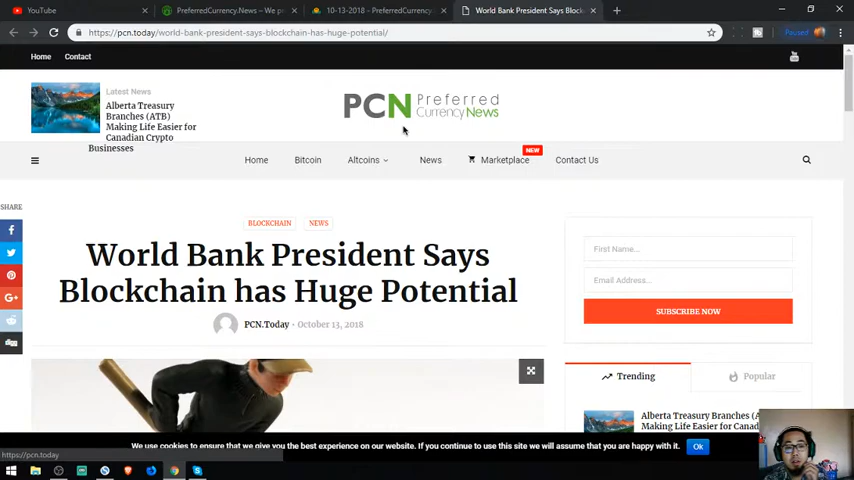 YouTube
PreferredCurrency.News – We pr
10-13-2018 - PreferredCurrency
World Bank President Says Block
https://pcn.today/world-bank-president-says-blockchain-has-huge-potential/
Paused
Home
Contact
Latest News
Alberta Treasury
Branches (ATB)
Making Life Easier for
Canadian Crypto
Businesses
PCN Preferred
Currency News
Home
Bitcoin
Altcoins
News
Marketplace
NEW
Contact Us
SHARE
BLOCKCHAIN
NEWS
World Bank President Says
Blockchain has Huge Potential
PCN.Today • October 13, 2018
First Name...
Email Address...
SUBSCRIBE NOW
Trending
Popular
Alberta Treasury Branches (
Making Life Easier for Canad
We use cookies to ensure that we give you the best experience on our website. If you continue to use this site we will assume that you are happy with it.
Ok
https://pcn.today